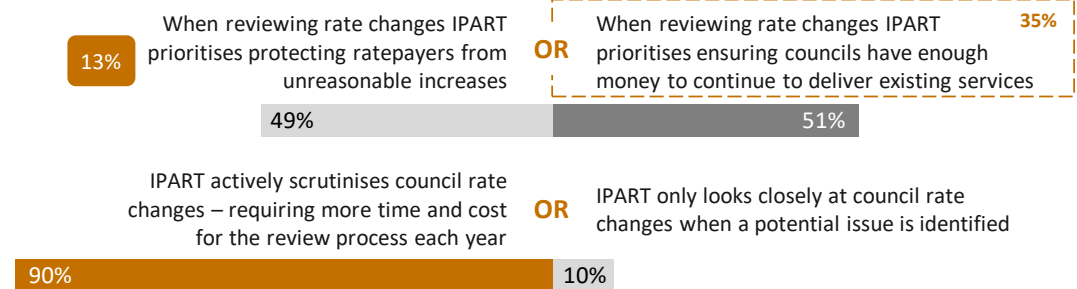 When reviewing rate changes IPART
prioritises protecting ratepayers from
unreasonable increases
13%
OR
When reviewing rate changes IPART
prioritises ensuring councils have enough
money to continue to deliver existing services
35%
49%
51%
IPART actively scrutinises council rate
changes – requiring more time and cost
for the review process each year
OR
IPART only looks closely at council rate
changes when a potential issue is identified
90%
10%